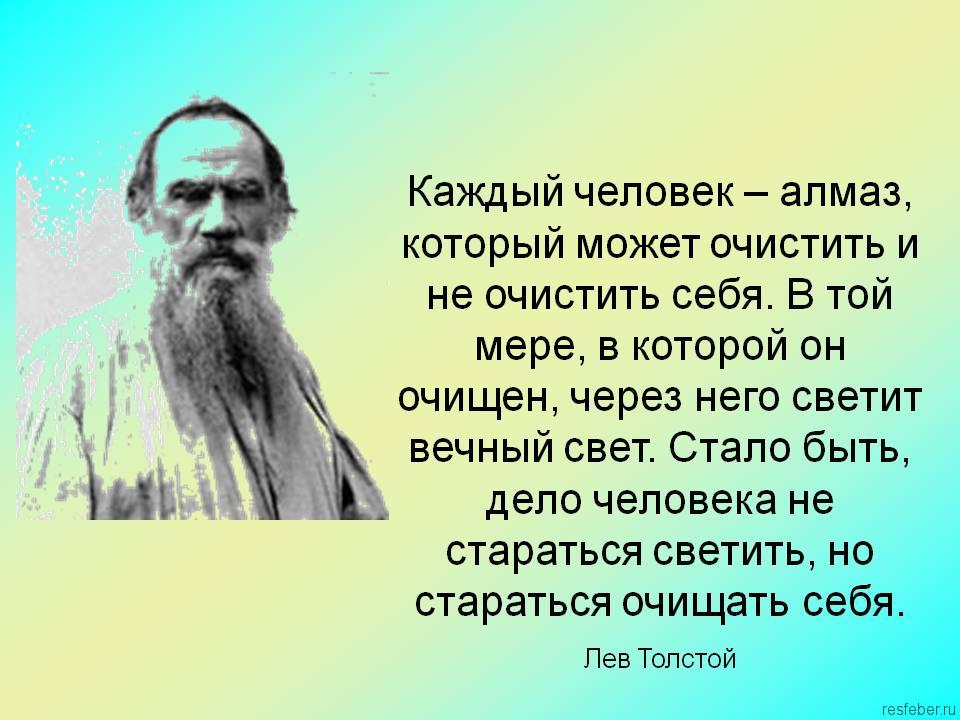 Каждый человек – алмаз,
который может очистить и
не очистить себя. В той
мере, в которой он
очищен, через него светит
вечный свет. Стало быть,
дело человека не
стараться светить, но
стараться очищать себя.
Лев Толстой
resfeber.ru